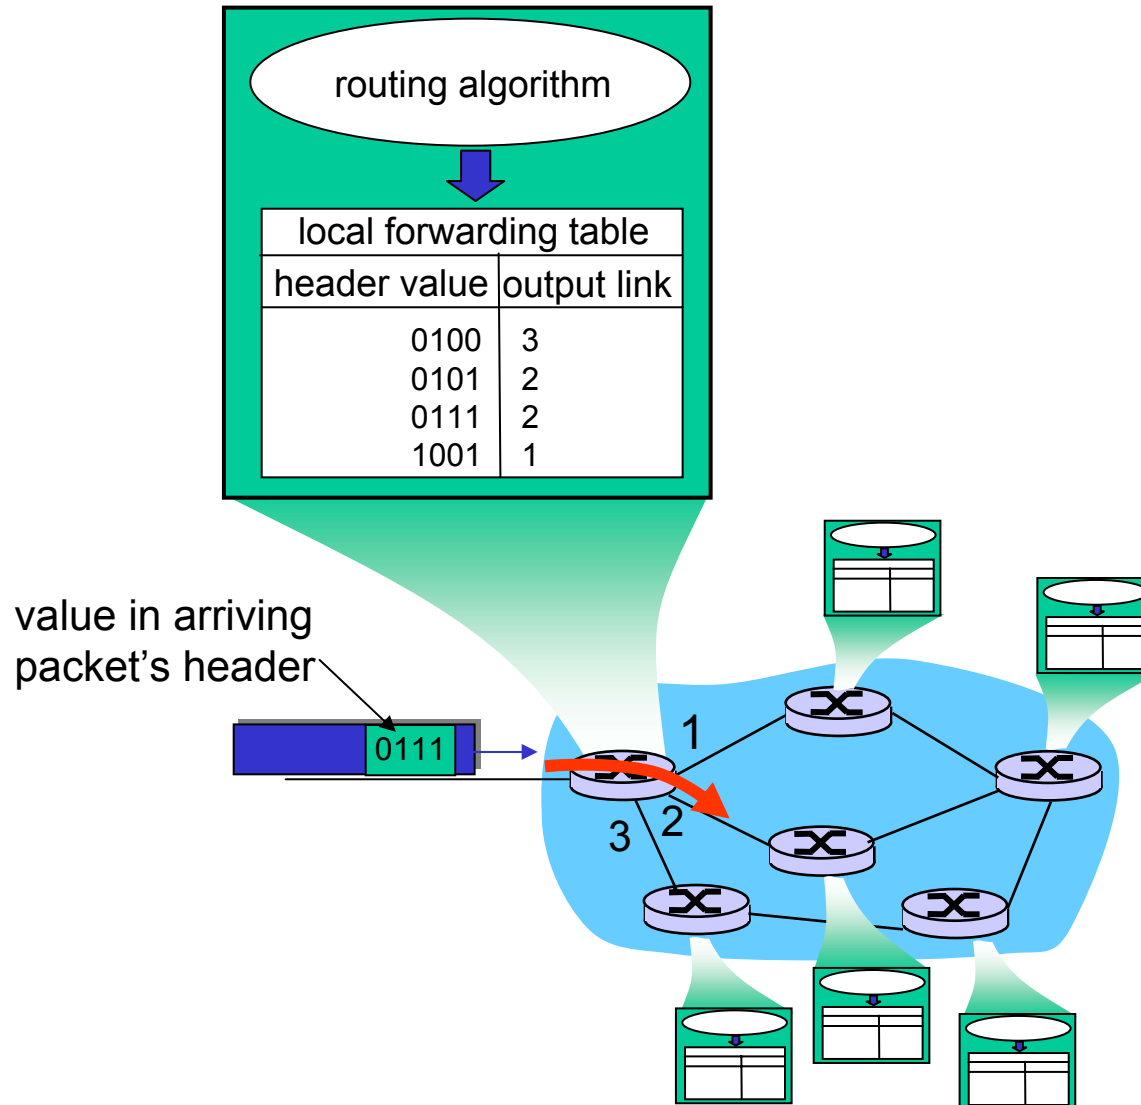 routing algorithm
local forwarding table
header value output link
0100 3
0101 2
0111 2
1001 1
value in arriving
packet's header
0111
1
2
3